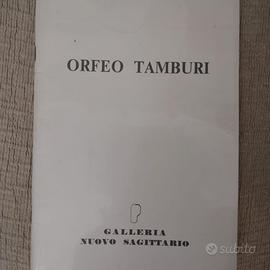 ORFEO TAMBURI
GALLERIA
NUOVO SAGITTARIO
subito